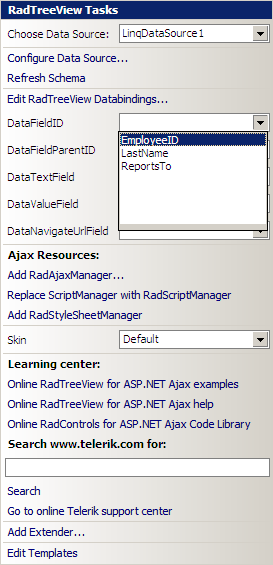 RadTreeView Tasks
Choose Data Source: LinqDataSource1
Configure Data Source...
Refresh Schema
Edit RadTreeView Databindings...
DataFieldID
EmployeeID
DataFieldParentID
LastName
ReportsTo
DataTextField
DataValueField
DataNavigateUrlField
Ajax Resources:
Add RadAjaxManager...
Replace ScriptManager with RadScriptManager
Add RadStyleSheetManager
Skin Default
Learning center:
Online RadTreeView for ASP.NET Ajax examples
Online RadTreeView for ASP.NET Ajax help
Online RadControls for ASP.NET Ajax Code Library
Search www.telerik.com for:
Search
Go to online Telerik support center
Add Extender...
Edit Templates